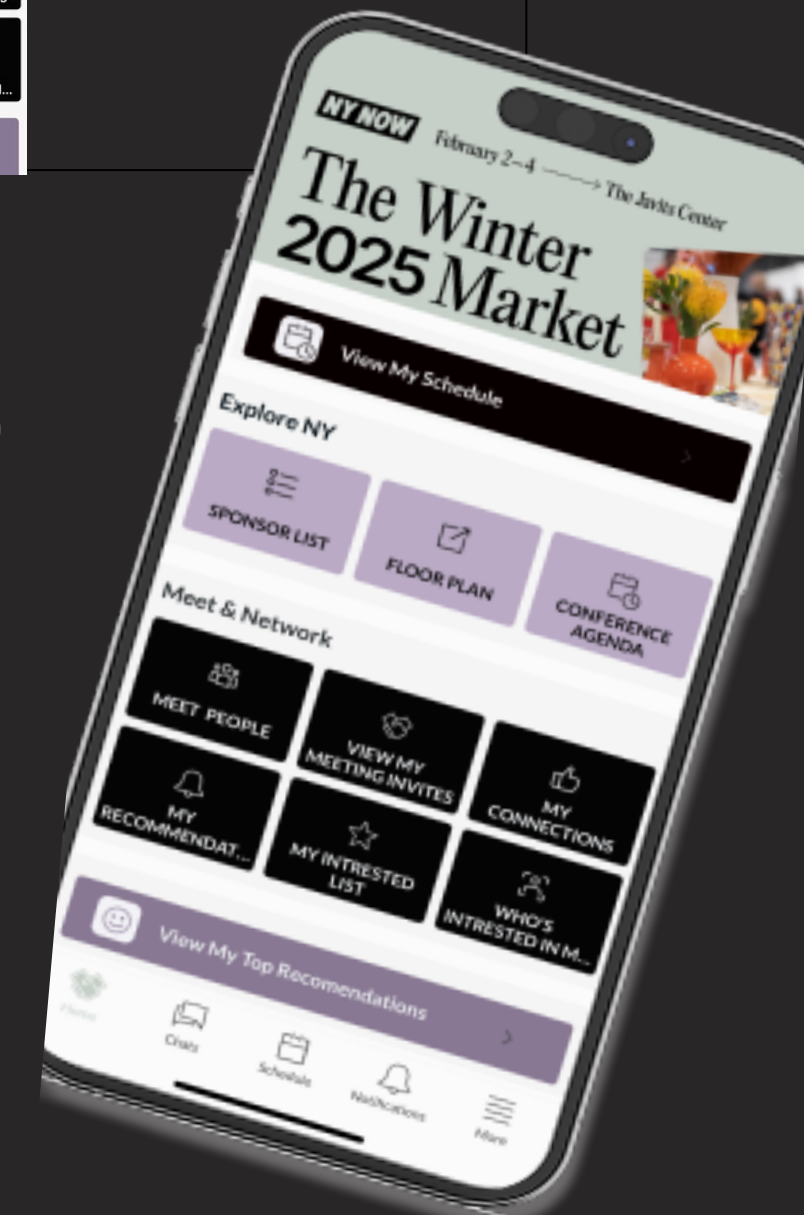 NY NOW
February 2–4 → The Javits Center
The Winter
2025 Market
View My Schedule
Explore NY
SPONSOR LIST
FLOOR PLAN
CONFERENCE
AGENDA
Meet & Network
MEET PEOPLE
VIEW MY
MEETING INVITES
MY
CONNECTIONS
MY
RECOMMENDAT...
MY INTRESTED
LIST
WHO'S
INTRESTED IN M...
View My Top Recomendations
Home
Chats
Schedule
Notifications
More